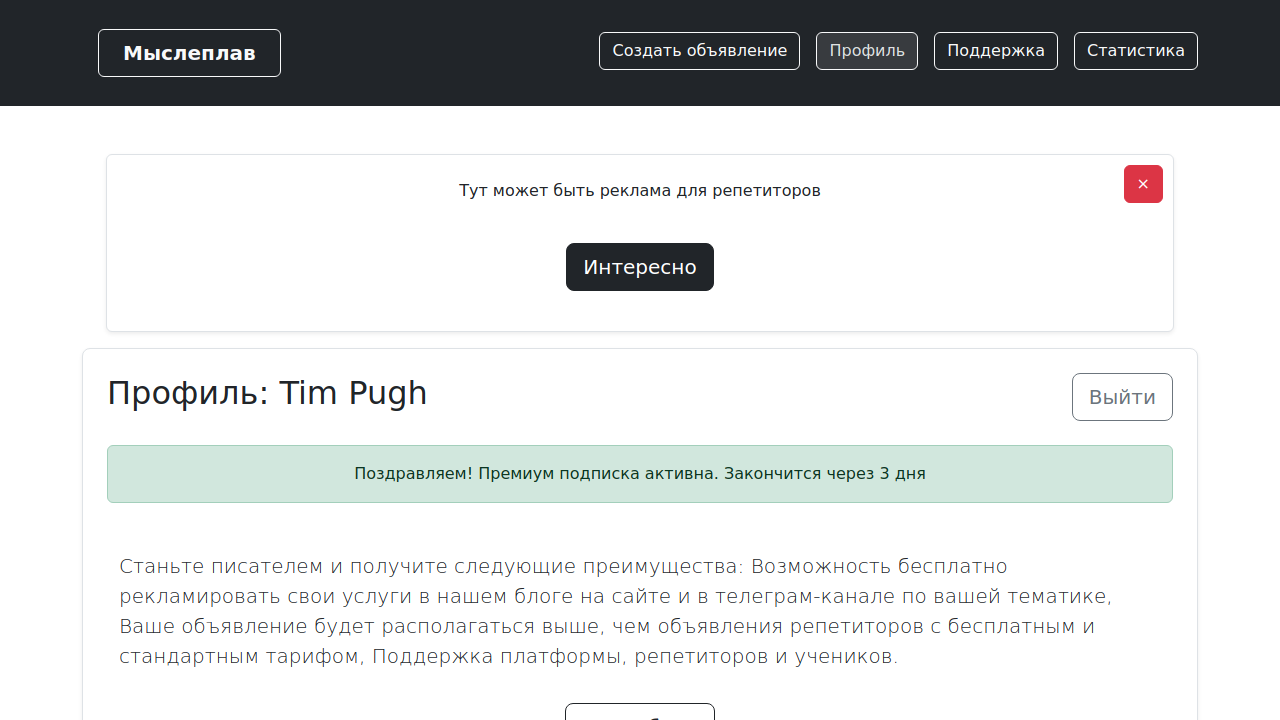 Мыслеплав
Создать объявление
Профиль
Поддержка
Статистика
Тут может быть реклама для репетиторов
×
Интересно
Профиль: Tim Pugh
Выйти
Поздравляем! Премиум подписка активна. Закончится через 3 дня
Станьте писателем и получите следующие преимущества: Возможность бесплатно
рекламировать свои услуги в нашем блоге на сайте и в телеграм-канале по вашей тематике,
Ваше объявление будет располагаться выше, чем объявления репетиторов с бесплатным и
стандартным тарифом, Поддержка платформы, репетиторов и учеников.